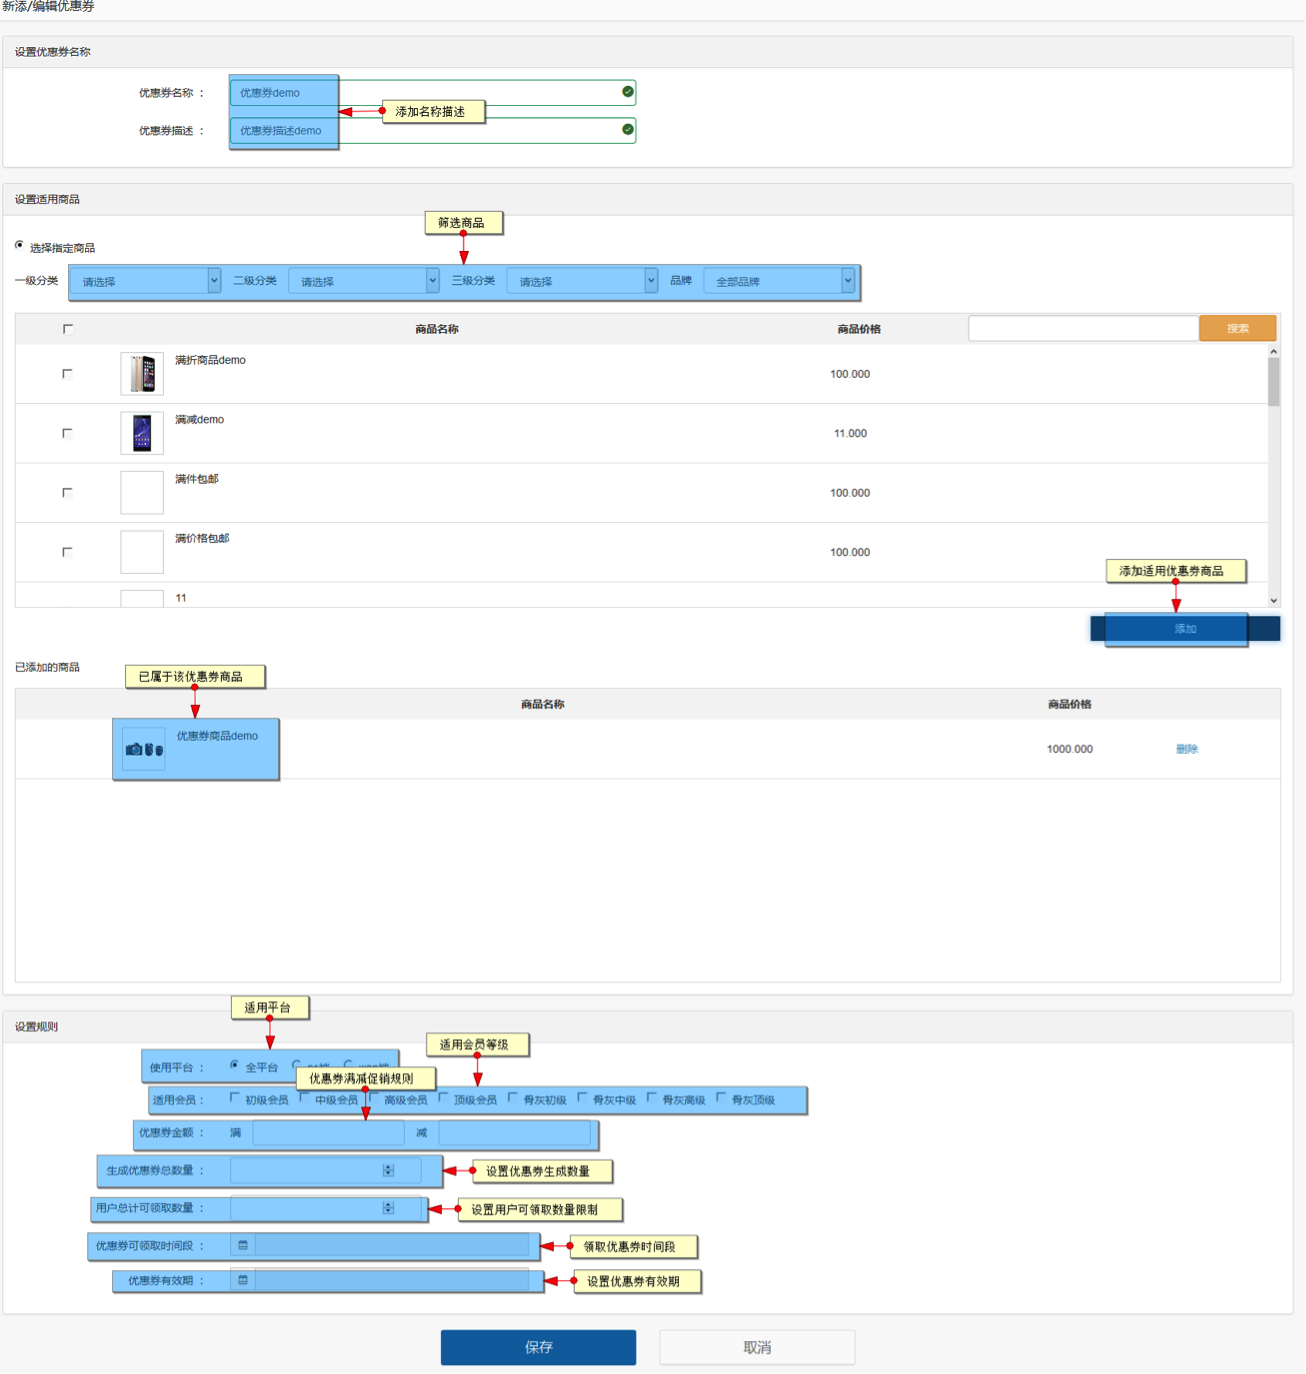 新添/编辑优惠券
设置优惠券名称
优惠券名称 ： 优惠券demo
添加名称描述
优惠券描述 ： 优惠券描述demo
设置适用商品
筛选商品
选择指定商品
一级分类 请选择 二级分类 请选择 三级分类 请选择 品牌 全部品牌
商品名称 商品价格 搜索
满折商品demo 100.000
满减demo 11.000
满件包邮 100.000
满价格包邮 100.000
添加适用优惠券商品
11
添加
已添加的商品
已属于该优惠券商品
商品名称 商品价格
优惠券商品demo 1000.000 删除
适用平台
设置规则
适用会员等级
使用平台 ： 全平台
优惠券满减促销规则
适用会员： 初级会员 中级会员 高级会员 顶级会员 骨灰初级 骨灰中级 骨灰高级 骨灰顶级
优惠券金额 ： 满 减
生成优惠券总数量 ： 设置优惠券生成数量
用户总计可领取数量 ： 设置用户可领取数量限制
优惠券可领取时间段 ： 领取优惠券时间段
优惠券有效期 ： 设置优惠券有效期
保存 取消